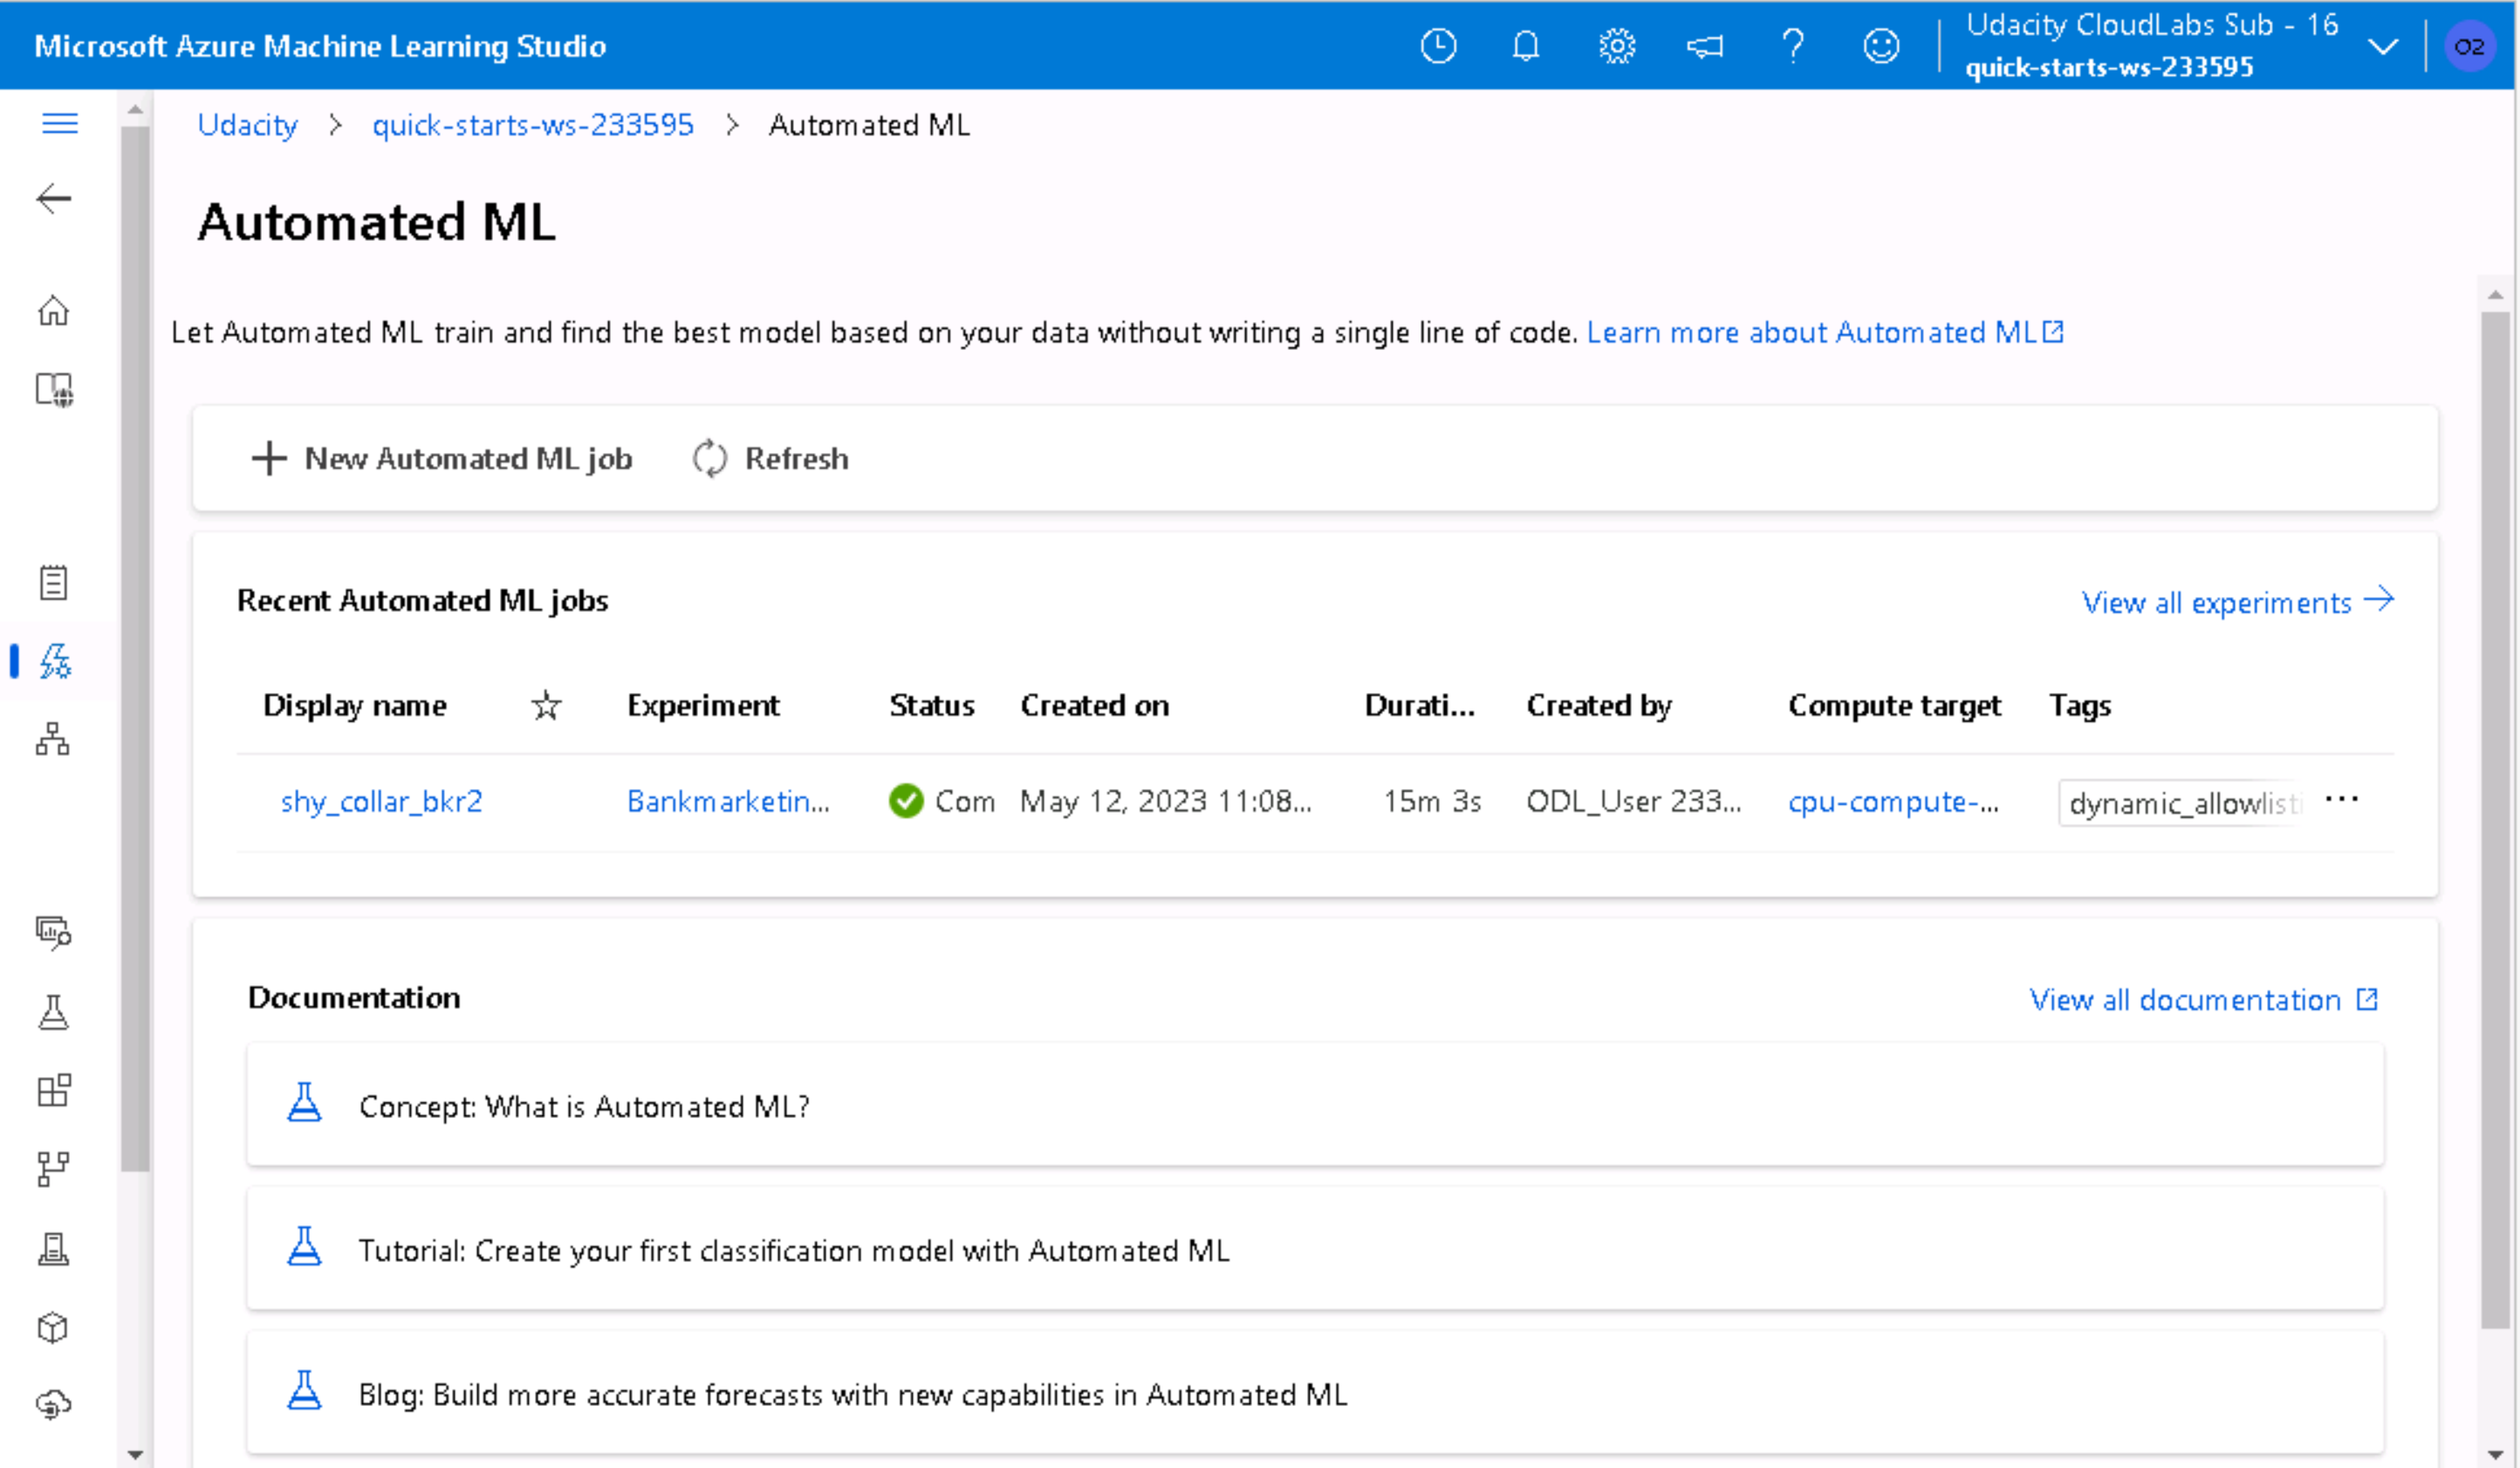 Microsoft Azure Machine Learning Studio
Udacity CloudLabs Sub - 16
quick-starts-ws-233595
O2
Udacity > quick-starts-ws-233595 > Automated ML
Automated ML
Let Automated ML train and find the best model based on your data without writing a single line of code. Learn more about Automated ML
New Automated ML job Refresh
Recent Automated ML jobs
View all experiments
Display name Experiment Status Created on Durati... Created by Compute target Tags
shy_collar_bkr2 Bankmarketin... Com May 12, 2023 11:08... 15m 3s ODL_User 233... cpu-compute-... dynamic_allowlisti ...
Documentation
View all documentation
Concept: What is Automated ML?
Tutorial: Create your first classification model with Automated ML
Blog: Build more accurate forecasts with new capabilities in Automated ML